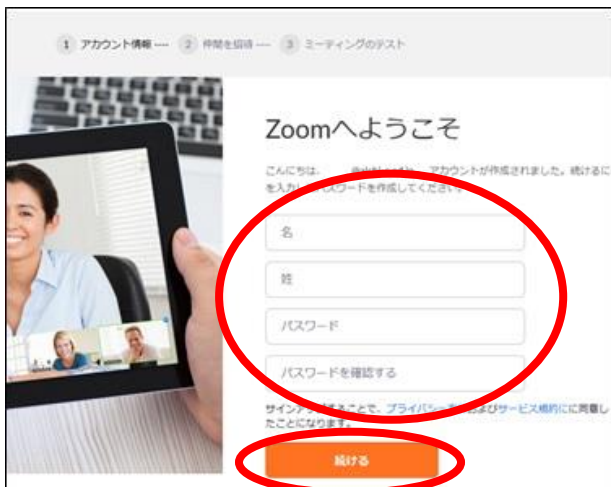 1 アカウント情報 ---- 2 仲間を招待 ---- 3 ミーティングのテスト
Zoomへようこそ
こんにちは、 アカウントが作成されました。続けるに
を入力し パスワードを作成してください。
名
姓
パスワード
パスワードを確認する
サインアップすることで、プライバシー およびサービス規約にに同意し
たことになります。
続ける